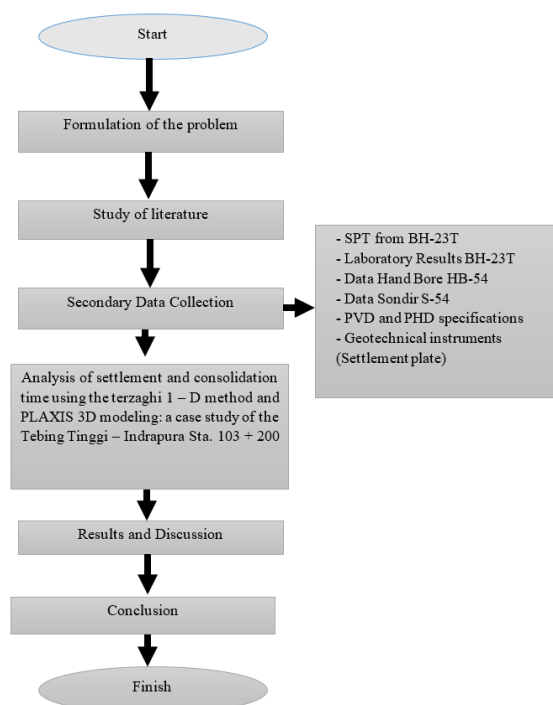 Start
Formulation of the problem
Study of literature
Secondary Data Collection
- SPT from BH-23T
- Laboratory Results BH-23T
- Data Hand Bore HB-54
- Data Sondir S-54
- PVD and PHD specifications
- Geotechnical instruments
(Settlement plate)
Analysis of settlement and consolidation
time using the terzaghi 1 – D method and
PLAXIS 3D modeling: a case study of the
Tebing Tinggi – Indrapura Sta. 103 + 200
Results and Discussion
Conclusion
Finish